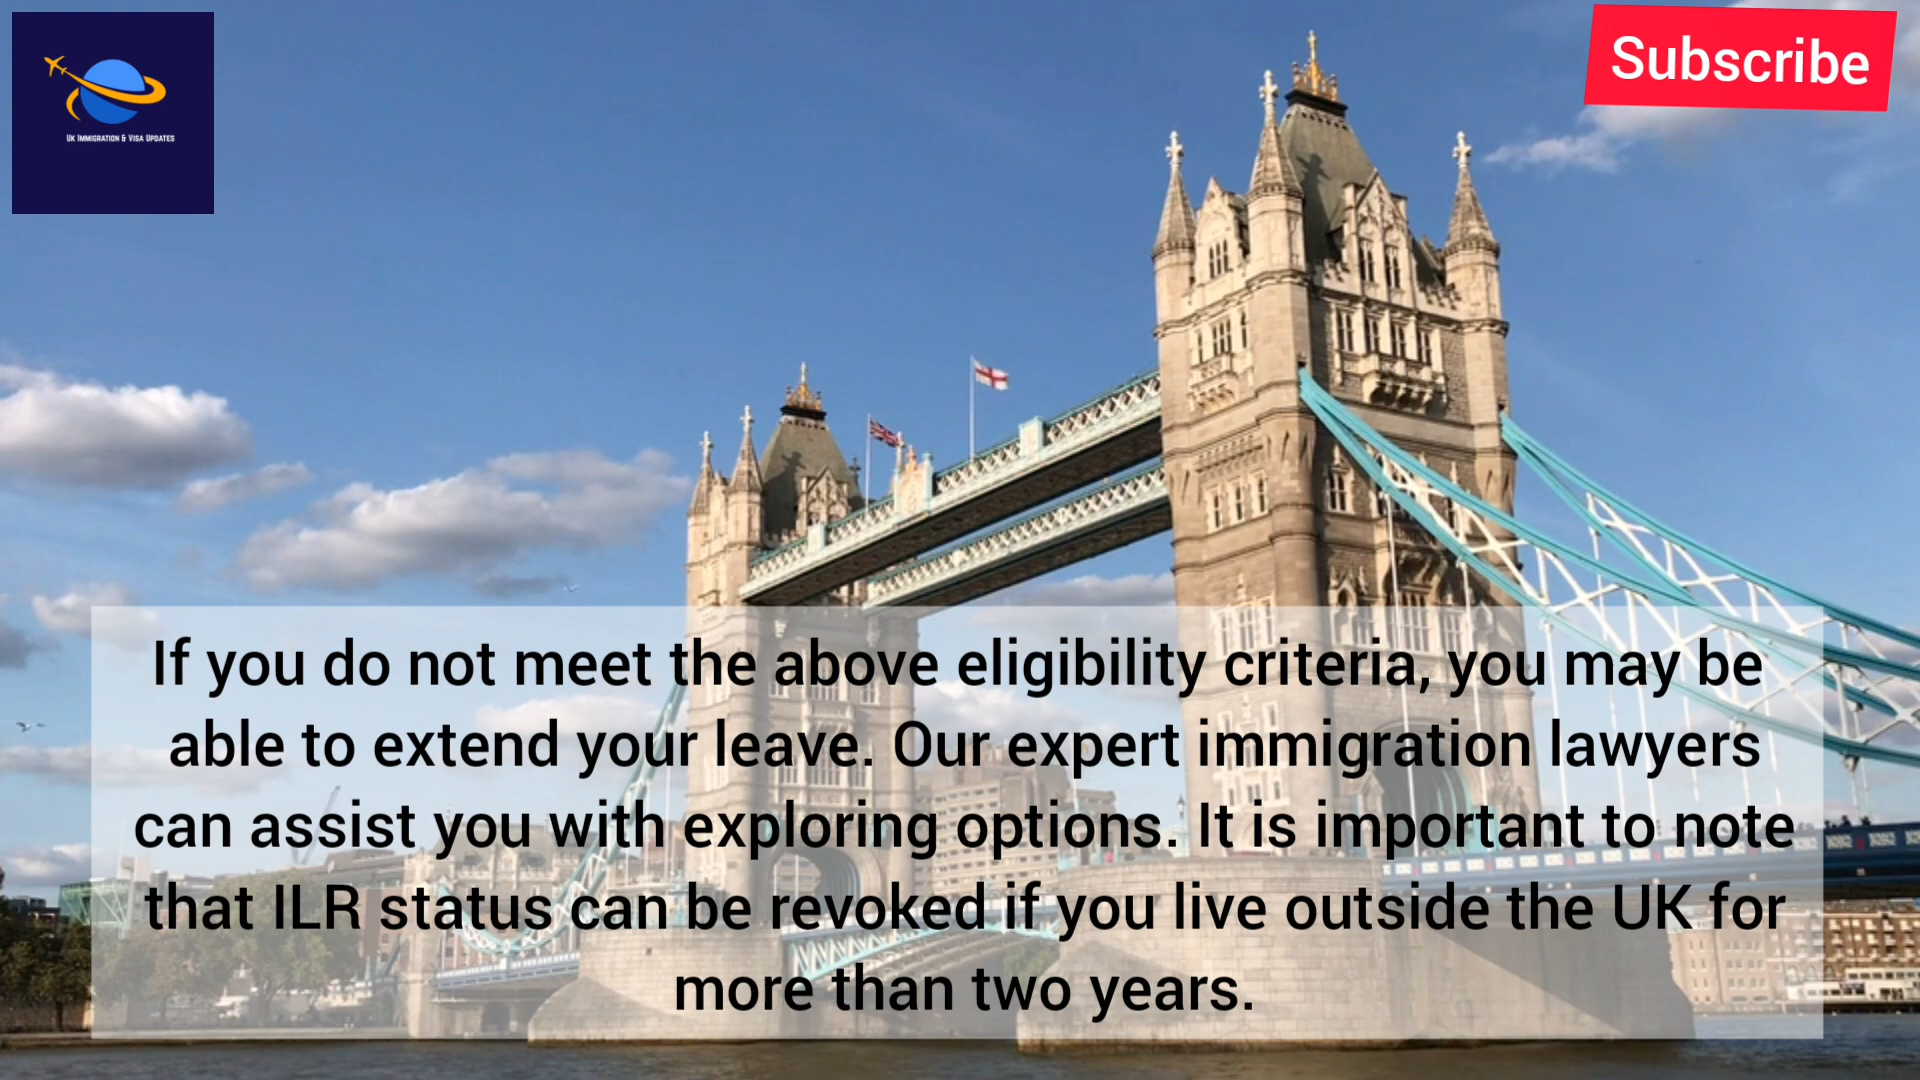 UK Immigration & Visa Updates
Subscribe
If you do not meet the above eligibility criteria, you may be
able to extend your leave. Our expert immigration lawyers
can assist you with exploring options. It is important to note
that ILR status can be revoked if you live outside the UK for
more than two years.